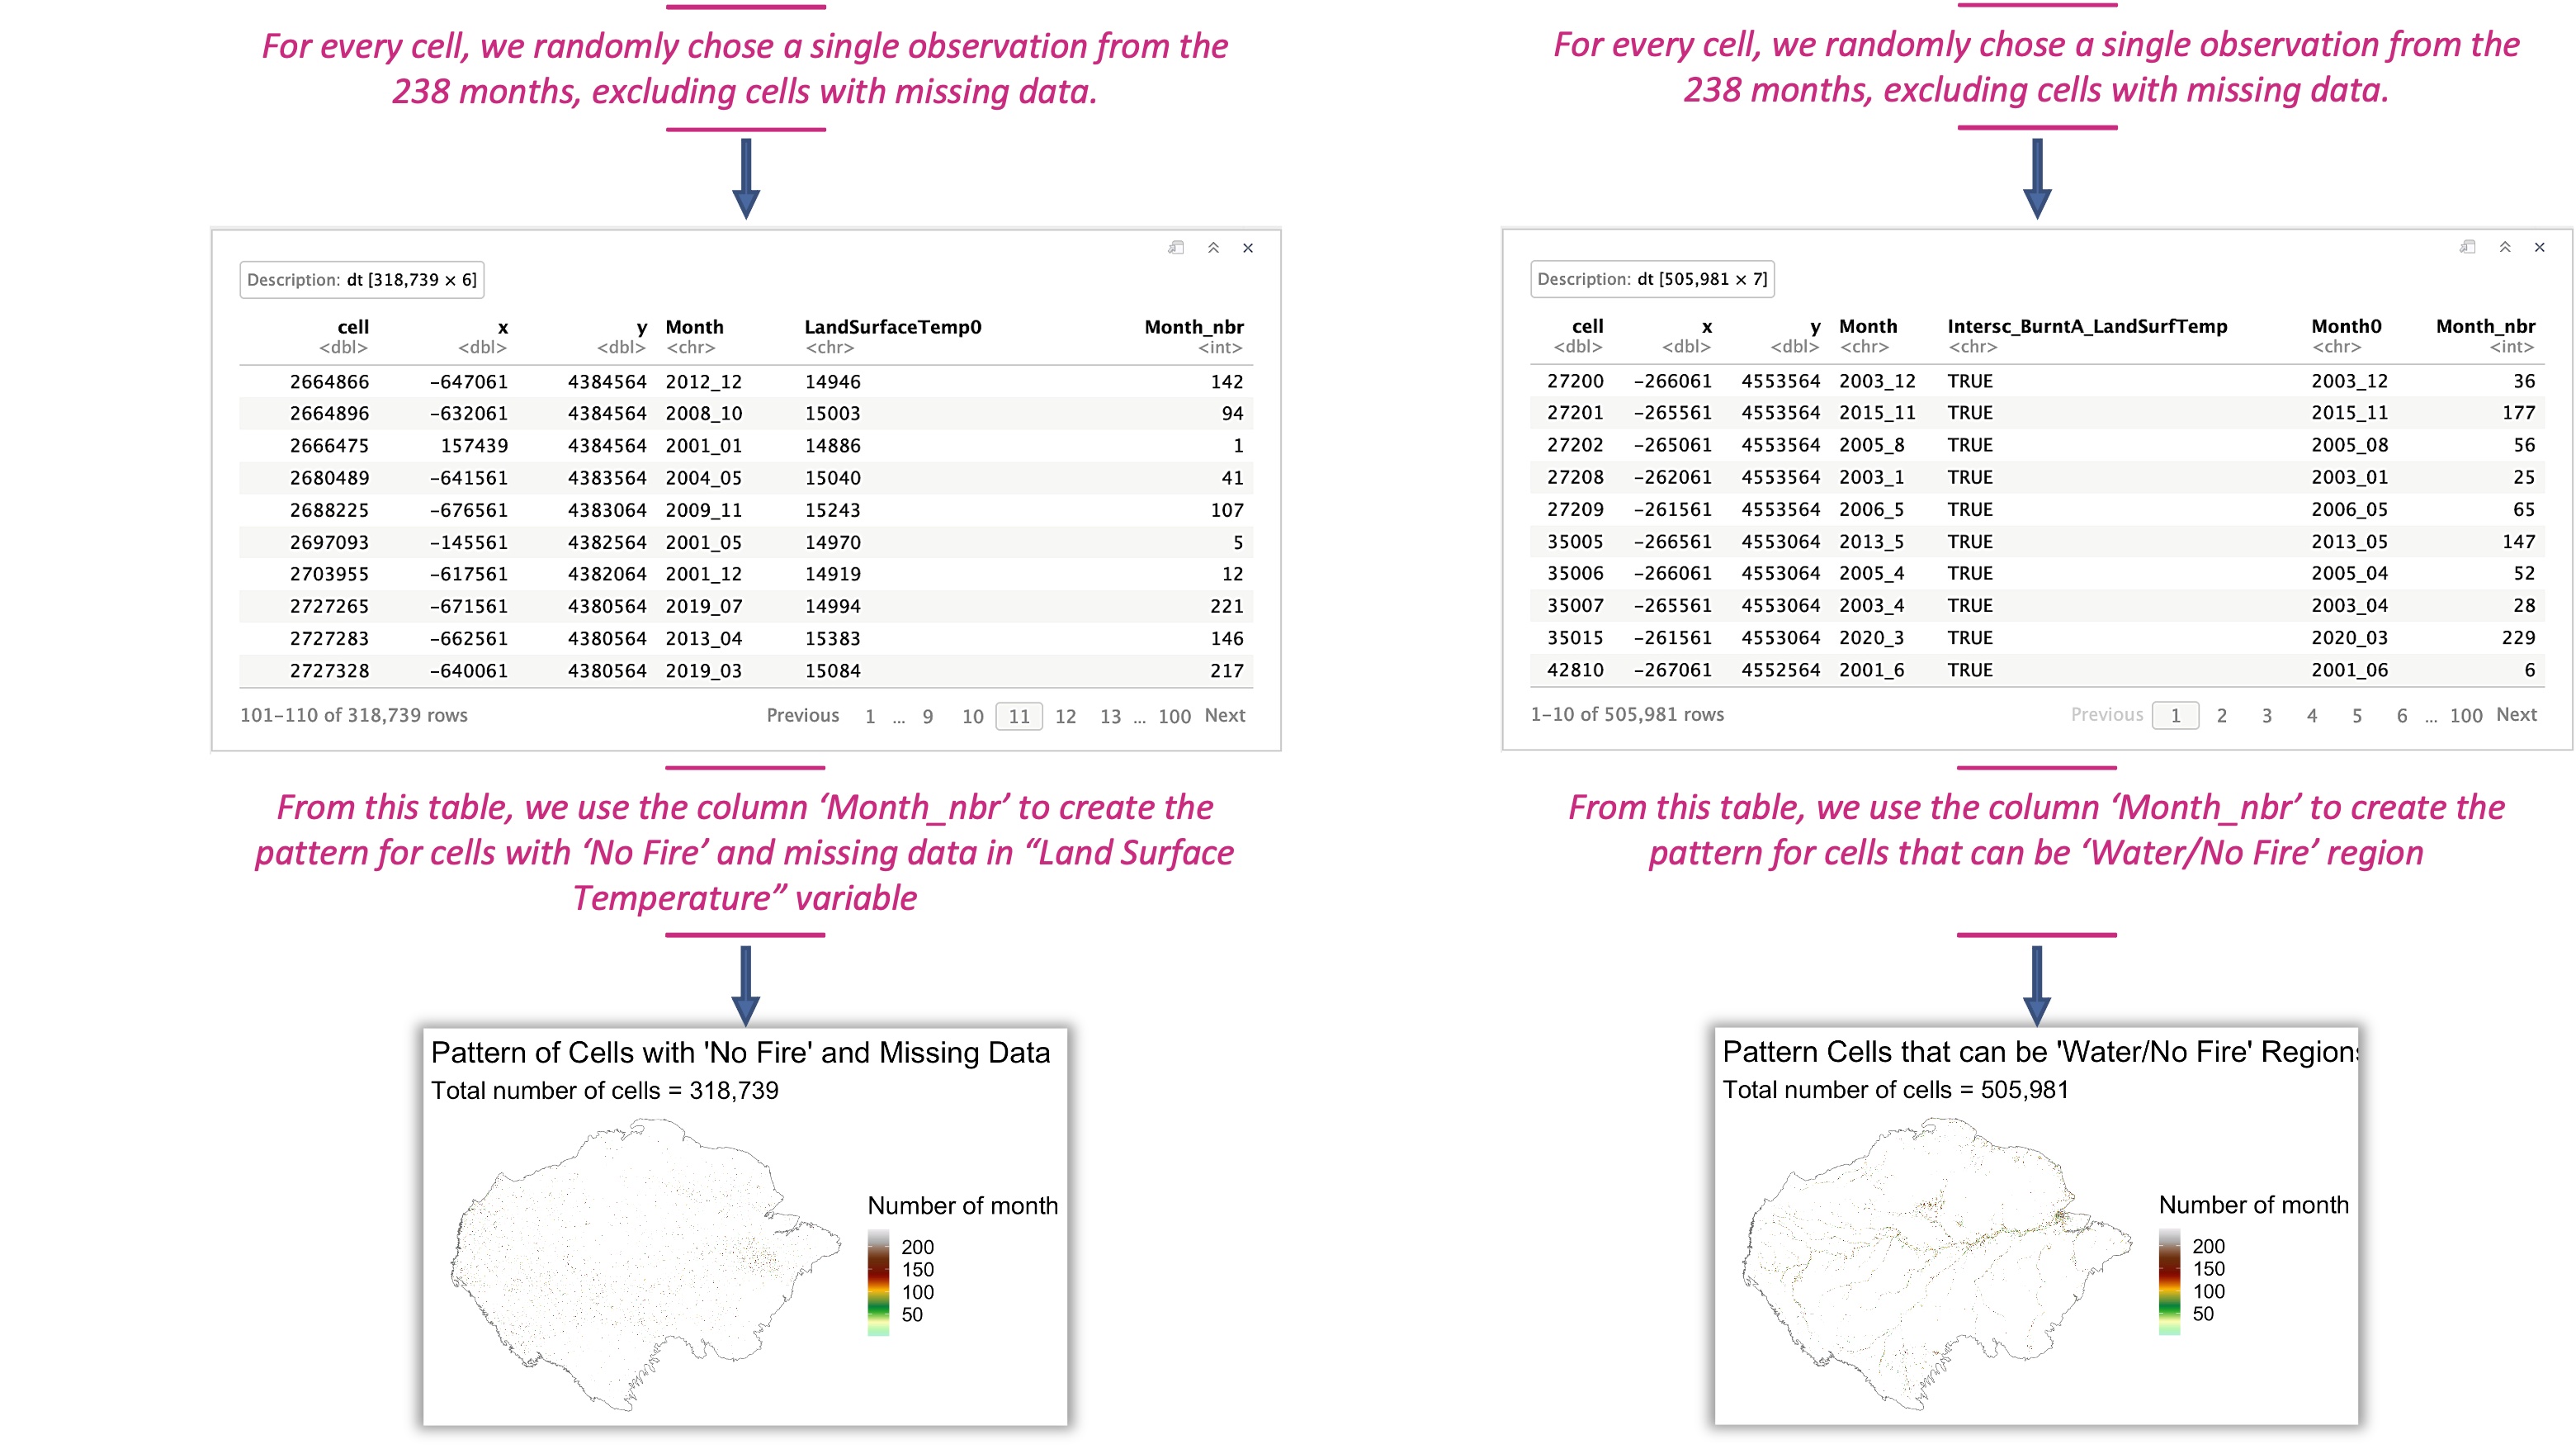 For every cell, we randomly chose a single observation from the
238 months, excluding cells with missing data.
Description: dt [318,739 × 6]
cell x y Month LandSurfaceTemp0 Month_nbr
<dbl> <dbl> <dbl> <chr> <chr> <int>
2664866 −647061 4384564 2012_12 14946 142
2664896 −632061 4384564 2008_10 15003 94
2666475 157439 4384564 2001_01 14886 1
2680489 −641561 4383564 2004_05 15040 41
2688225 −676561 4383064 2009_11 15243 107
2697093 −145561 4382564 2001_05 14970 5
2703955 −617561 4382064 2001_12 14919 12
2727265 −671561 4380564 2019_07 14994 221
2727283 −662561 4380564 2013_04 15383 146
2727328 −640061 4380564 2019_03 15084 217
101–110 of 318,739 rows Previous 1 ... 9 10 11 12 13 ... 100 Next
From this table, we use the column ‘Month_nbr’ to create the
pattern for cells with ‘No Fire’ and missing data in “Land Surface
Temperature” variable
Pattern of Cells with 'No Fire' and Missing Data
Total number of cells = 318,739
Number of month
200
150
100
50
For every cell, we randomly chose a single observation from the
238 months, excluding cells with missing data.
Description: dt [505,981 × 7]
cell x y Month Intersc_BurntA_LandSurfTemp Month0 Month_nbr
<dbl> <dbl> <dbl> <chr> <chr> <chr> <int>
27200 −266061 4553564 2003_12 TRUE 2003_12 36
27201 −265561 4553564 2015_11 TRUE 2015_11 177
27202 −265061 4553564 2005_8 TRUE 2005_08 56
27208 −262061 4553564 2003_1 TRUE 2003_01 25
27209 −261561 4553564 2006_5 TRUE 2006_05 65
35005 −266561 4553064 2013_5 TRUE 2013_05 147
35006 −266061 4553064 2005_4 TRUE 2005_04 52
35007 −265561 4553064 2003_4 TRUE 2003_04 28
35015 −261561 4553064 2020_3 TRUE 2020_03 229
42810 −267061 4552564 2001_6 TRUE 2001_06 6
1–10 of 505,981 rows Previous 1 2 3 4 5 6 ... 100 Next
From this table, we use the column ‘Month_nbr’ to create the
pattern for cells that can be ‘Water/No Fire’ region
Pattern Cells that can be 'Water/No Fire' Regions
Total number of cells = 505,981
Number of month
200
150
100
50